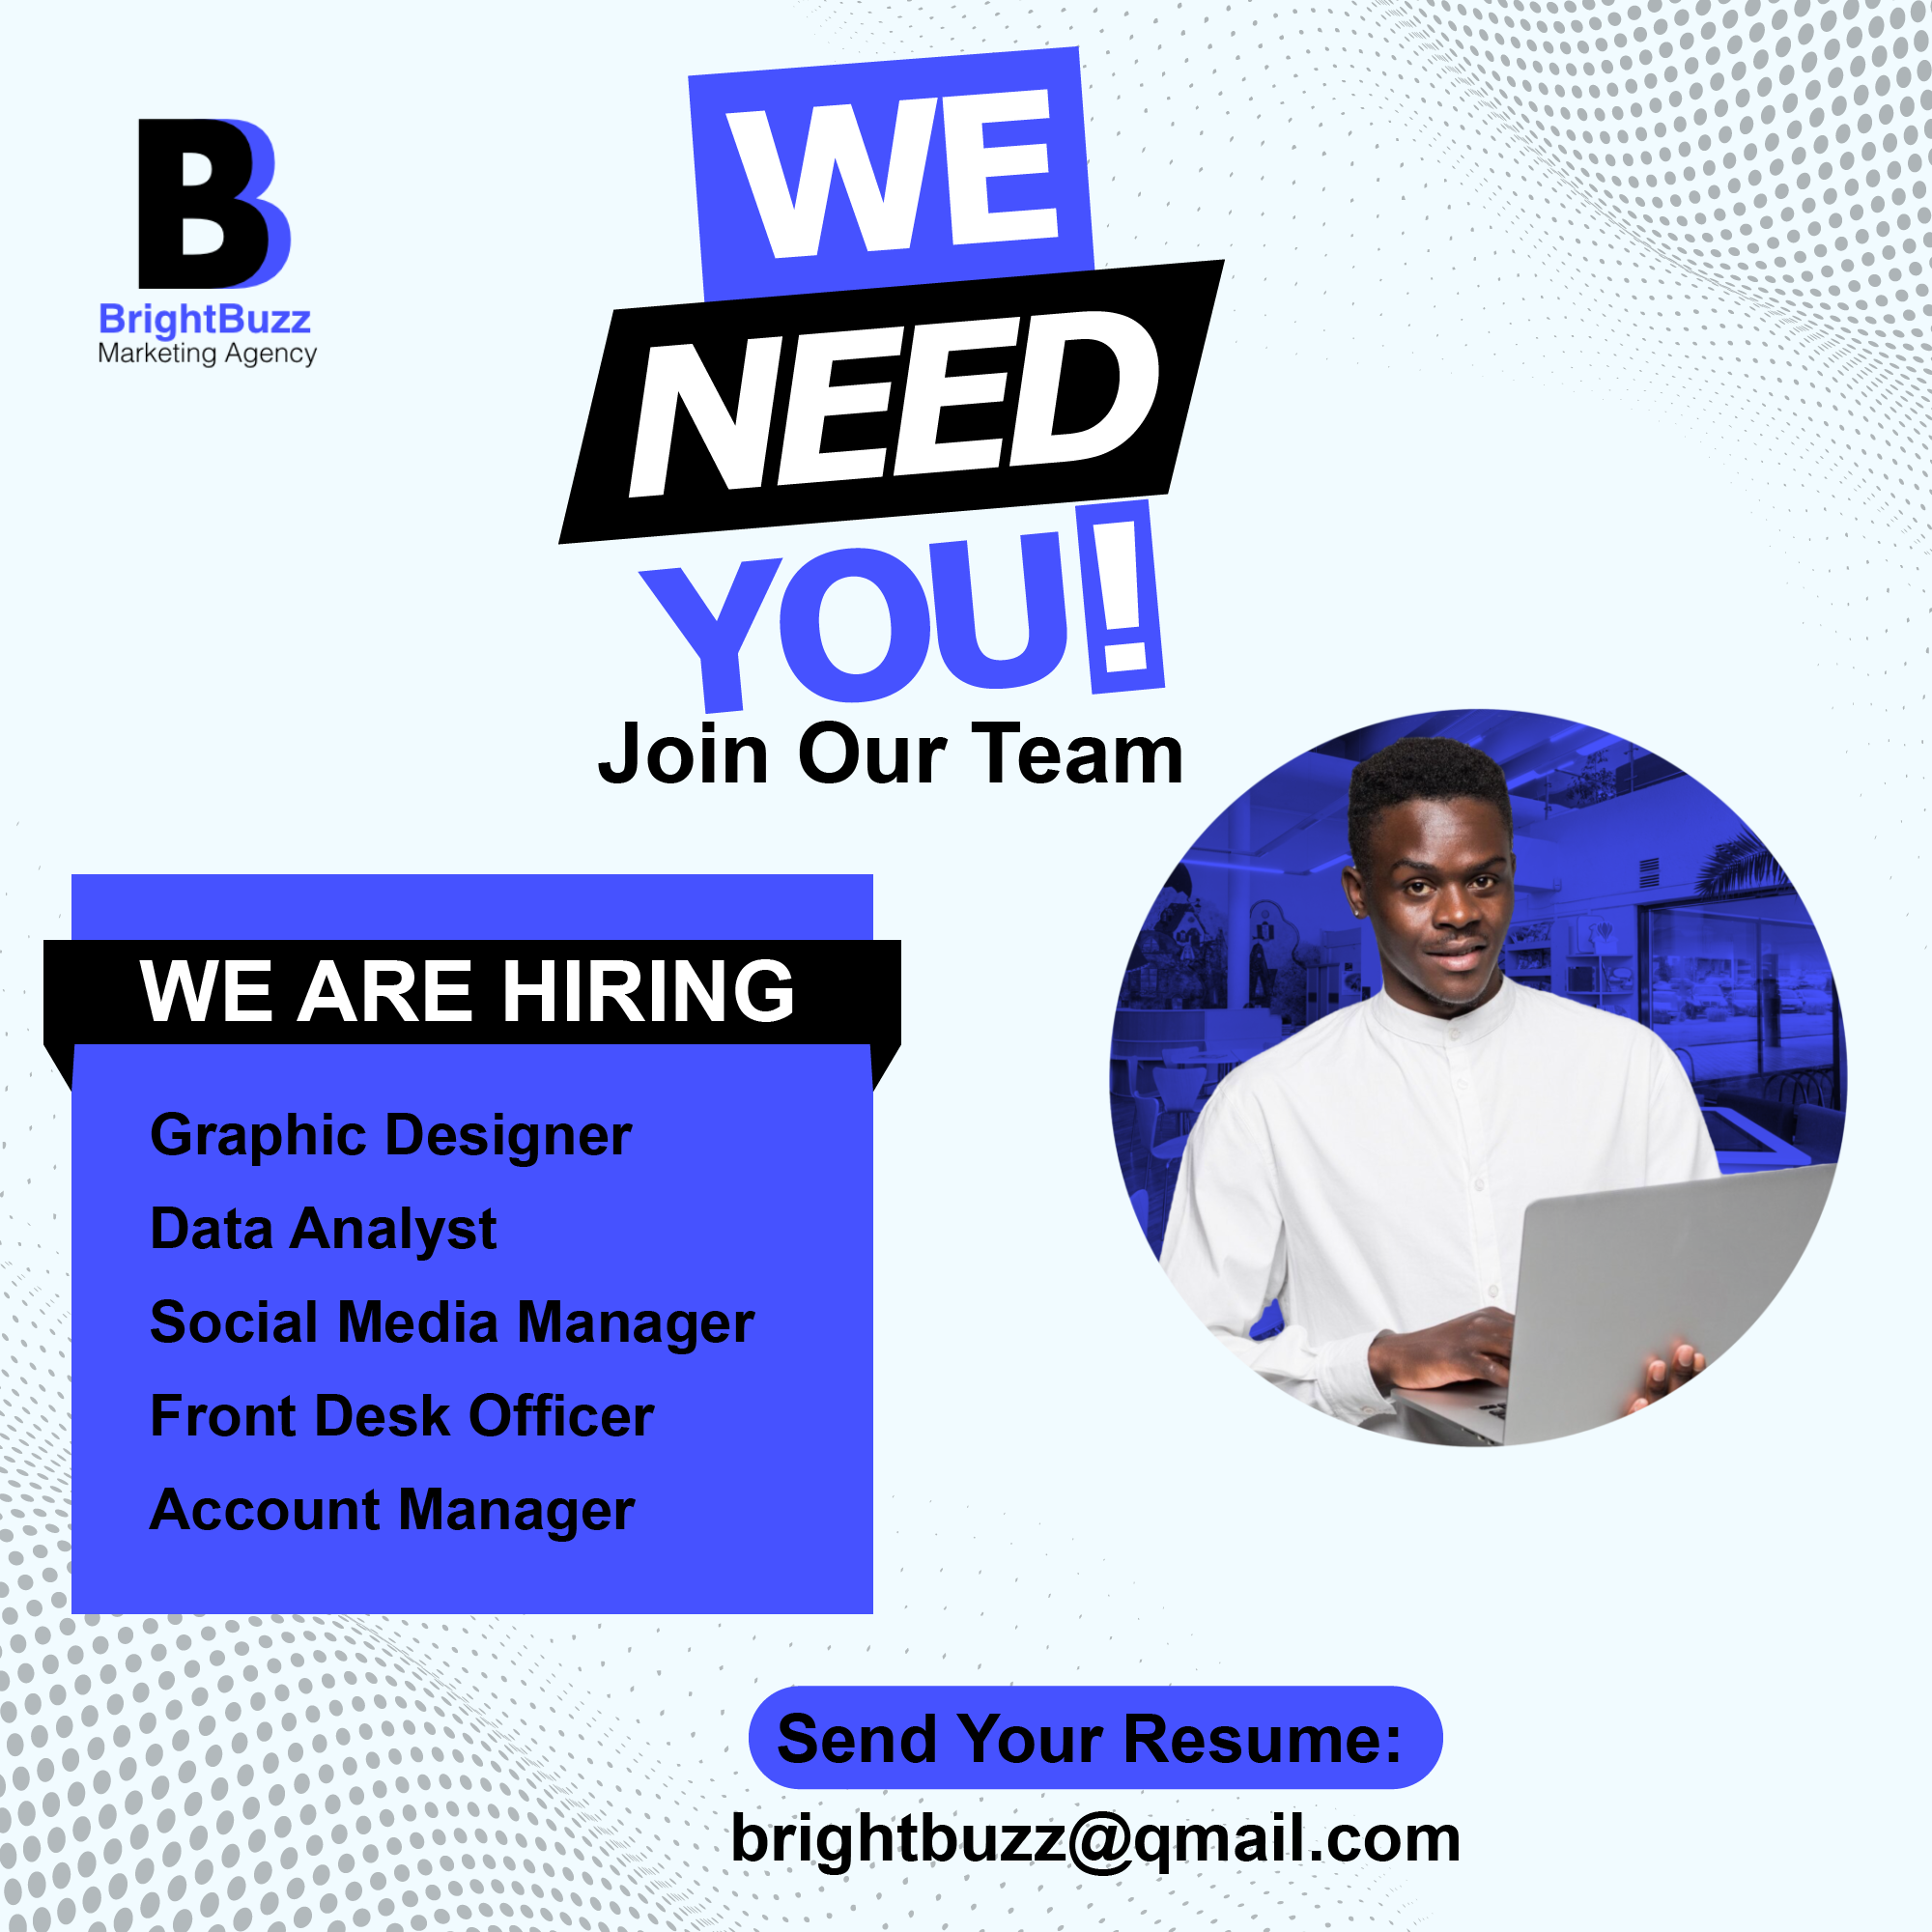 B
BrightBuzz
Marketing Agency
WE
NEED
YOU!
Join Our Team
WE ARE HIRING
Graphic Designer
Data Analyst
Social Media Manager
Front Desk Officer
Account Manager
Send Your Resume:
brightbuzz@qmail.com